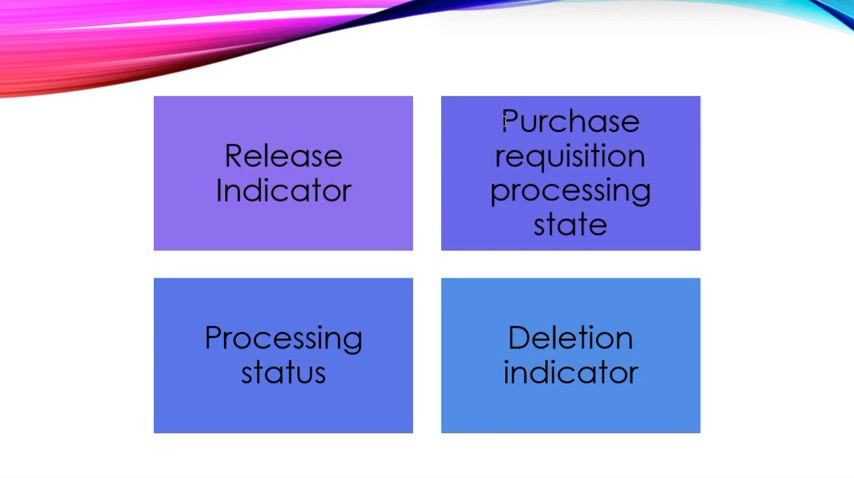 Release
Indicator
Purchase
requisition
processing
state
Processing
status
Deletion
indicator